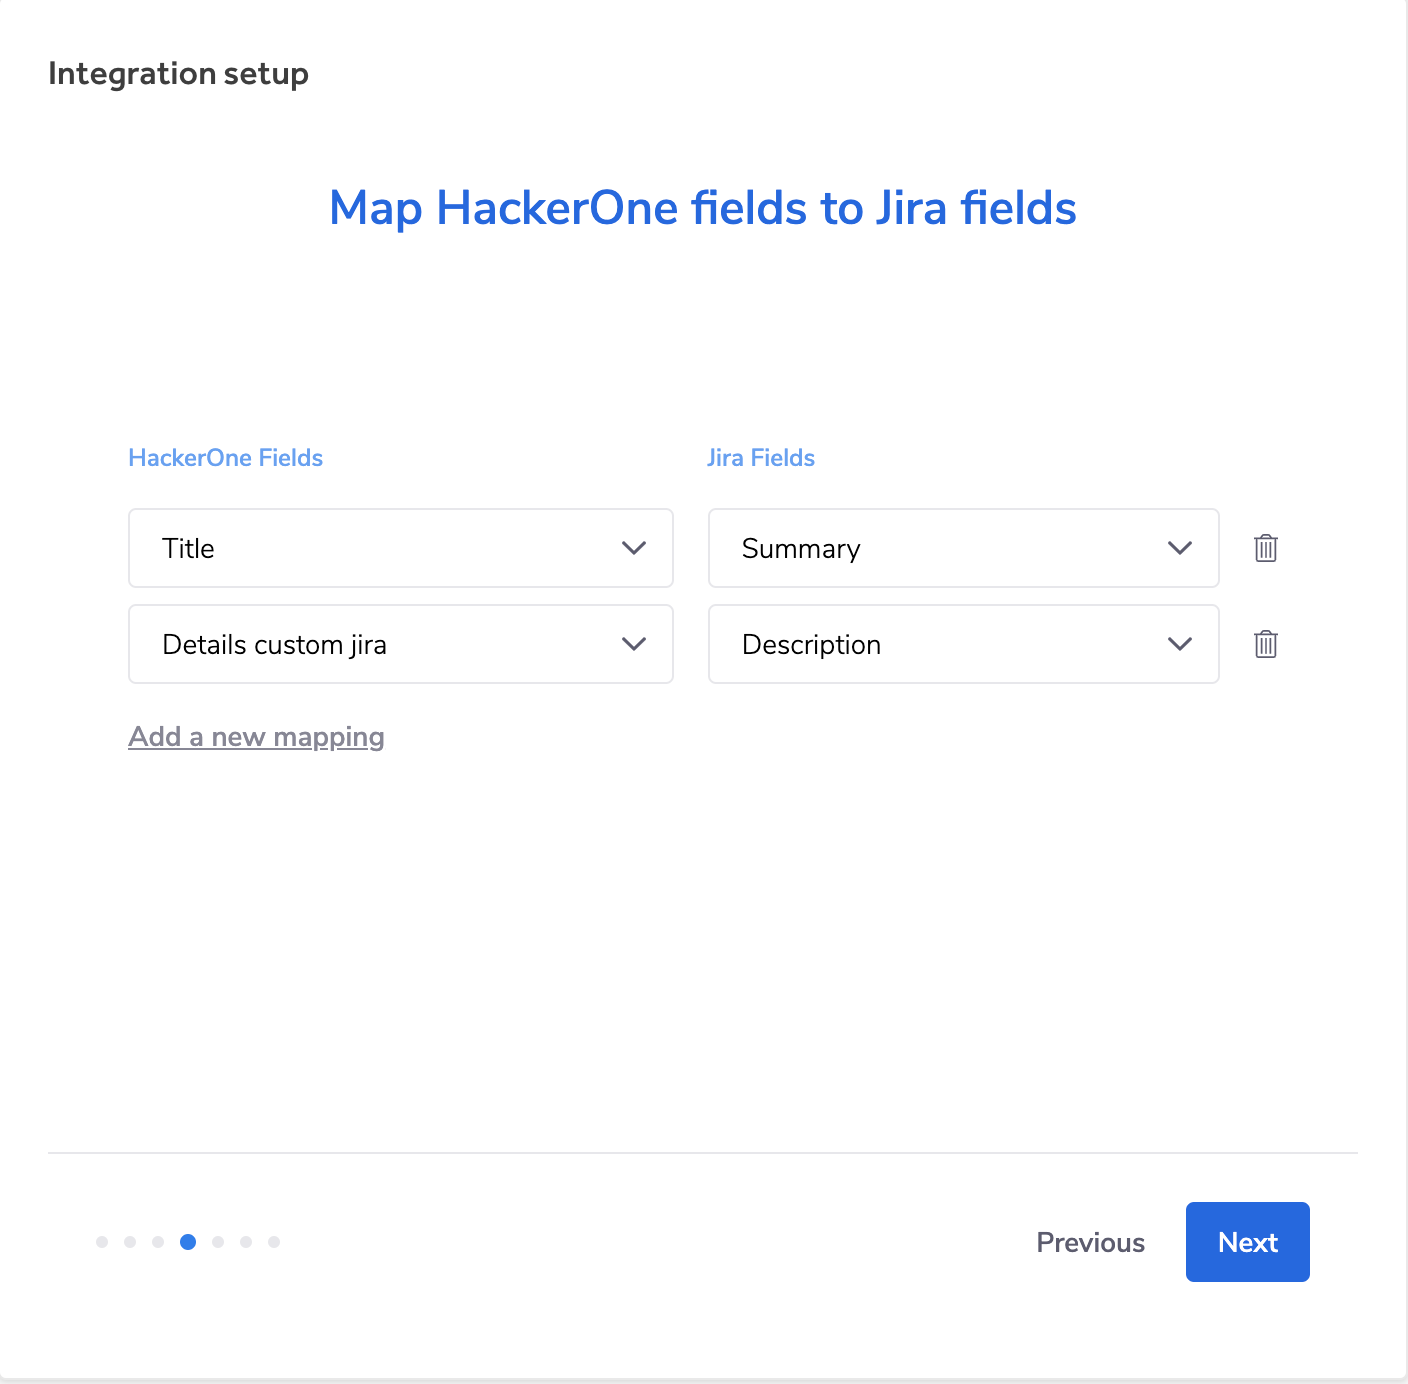 Integration setup
Map HackerOne fields to Jira fields
HackerOne Fields
Jira Fields
Title
Summary
Details custom jira
Description
Add a new mapping
Previous
Next